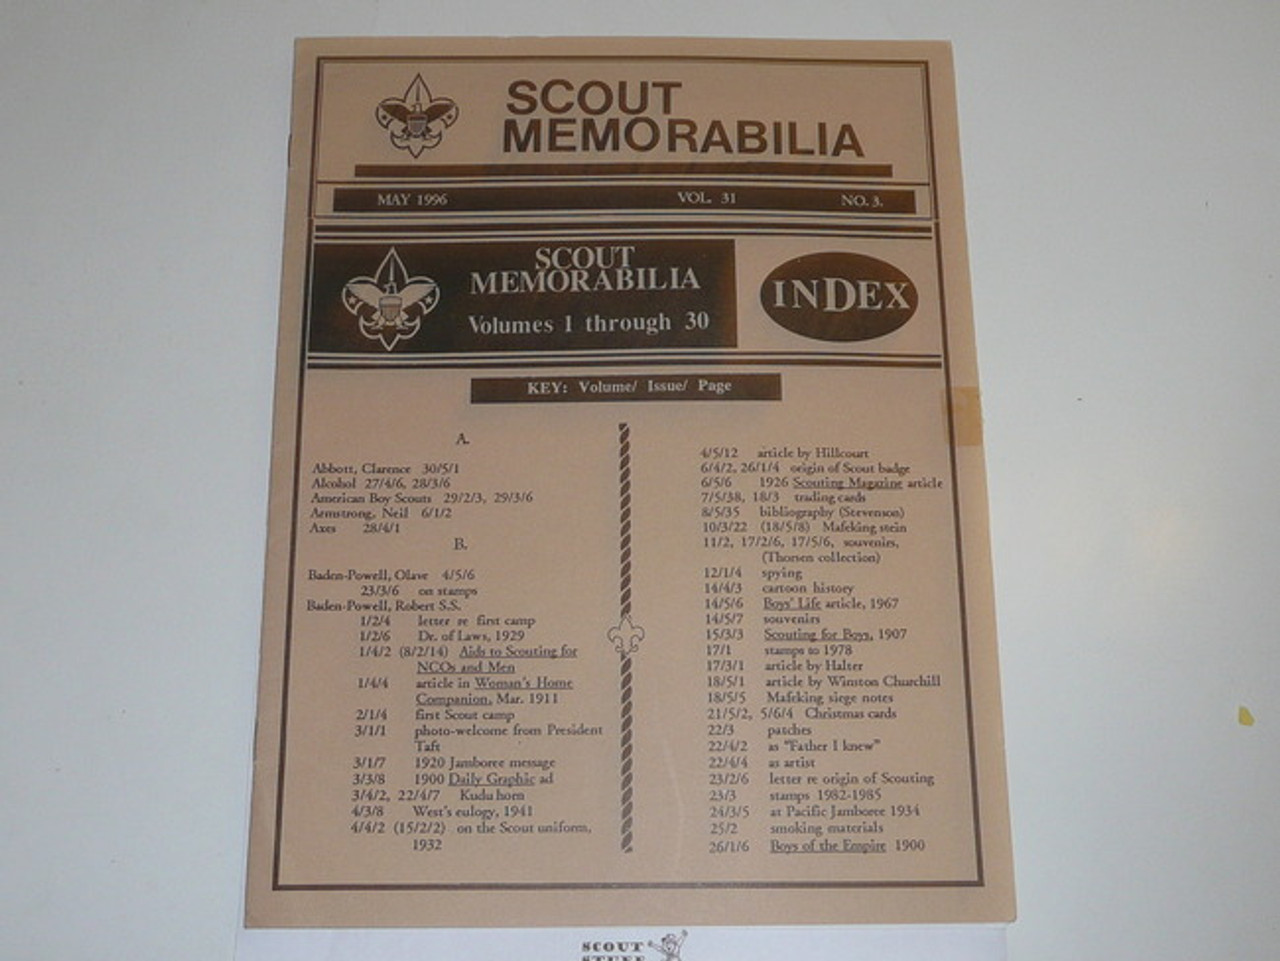 SCOUT
MEMORABILIA
MAY 1996 VOL. 31 NO. 3.
SCOUT
MEMORABILIA
Volumes 1 through 30
INDEX
KEY: Volume/ Issue/ Page
A.
Abbott, Clarence 30/5/1
Alcohol 27/4/6, 28/3/6
American Boy Scouts 29/2/3, 29/3/6
Armstrong, Neil 6/1/2
Axes 28/4/1
B.
Baden-Powell, Olave 4/5/6
23/3/6 on stamps
Baden-Powell, Robert S.S.
1/2/4 letter re first camp
1/2/6 Dr. of Laws, 1929
1/4/2 (8/2/14) Aids to Scouting for
NCOs and Men
1/4/4 article in Woman's Home
Companion, Mar. 1911
2/1/4 first Scout camp
3/1/1 photo-welcome from President
Taft
3/1/7 1920 Jamboree message
3/3/8 1900 Daily Graphic ad
3/4/2, 22/4/7 Kudu horn
4/3/8 West's eulogy, 1941
4/4/2 (15/2/2) on the Scout uniform,
1932
4/5/12 article by Hillcourt
6/4/2, 26/1/4 origin of Scout badge
6/5/6 1926 Scouting Magazine article
7/5/38, 18/3 trading cards
8/5/35 bibliography (Stevenson)
10/3/22 (18/5/8) Mafeking stein
11/2, 17/2/6, 17/5/6, souvenirs,
(Thorsen collection)
12/1/4 spying
14/4/3 cartoon history
14/5/6 Boys' Life article, 1967
14/5/7 souvenirs
15/3/3 Scouting for Boys, 1907
17/1 stamps to 1978
17/3/1 article by Halter
18/5/1 article by Winston Churchill
18/5/5 Mafeking siege notes
21/5/2, 5/6/4 Christmas cards
22/3 patches
22/4/2 as "Father I knew"
22/4/4 as artist
23/2/6 letter re origin of Scouting
23/3 stamps 1982-1985
24/3/5 at Pacific Jamboree 1934
25/2 smoking materials
26/1/6 Boys of the Empire 1900
SCOUT
STUFF